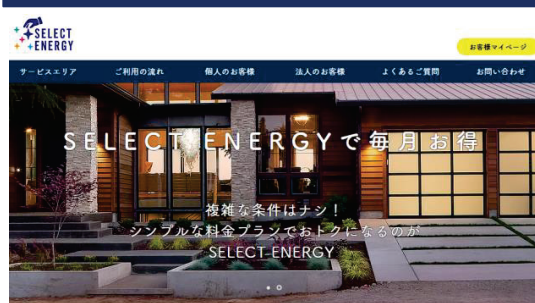 SELECT
ENERGY
お客様マイページ
サービスエリア
ご利用の流れ
個人のお客様
法人のお客様
よくあるご質問
お問い合わせ
SELECT ENERGYで毎月お得
複雑な条件はナシ！
シンプルな料金プランでおトクになるのが
SELECT ENERGY